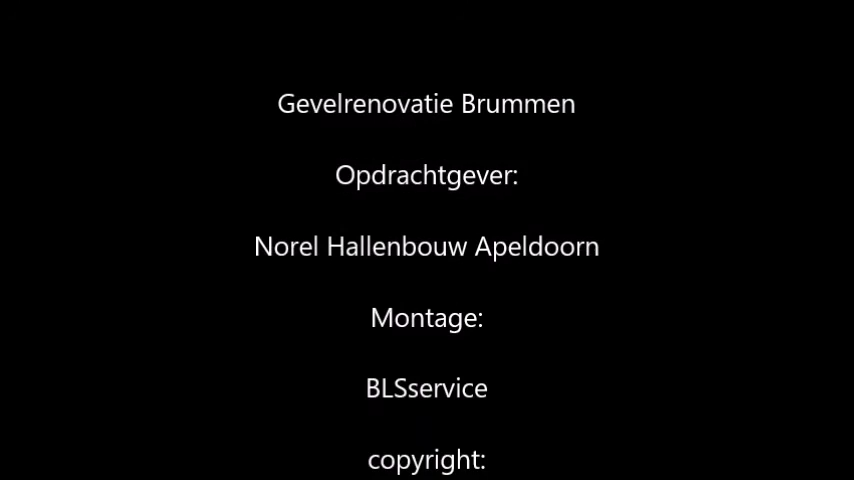 Gevelrenovatie Brummen
Opdrachtgever:
Norel Hallenbouw Apeldoorn
Montage:
BLSservice
copyright: